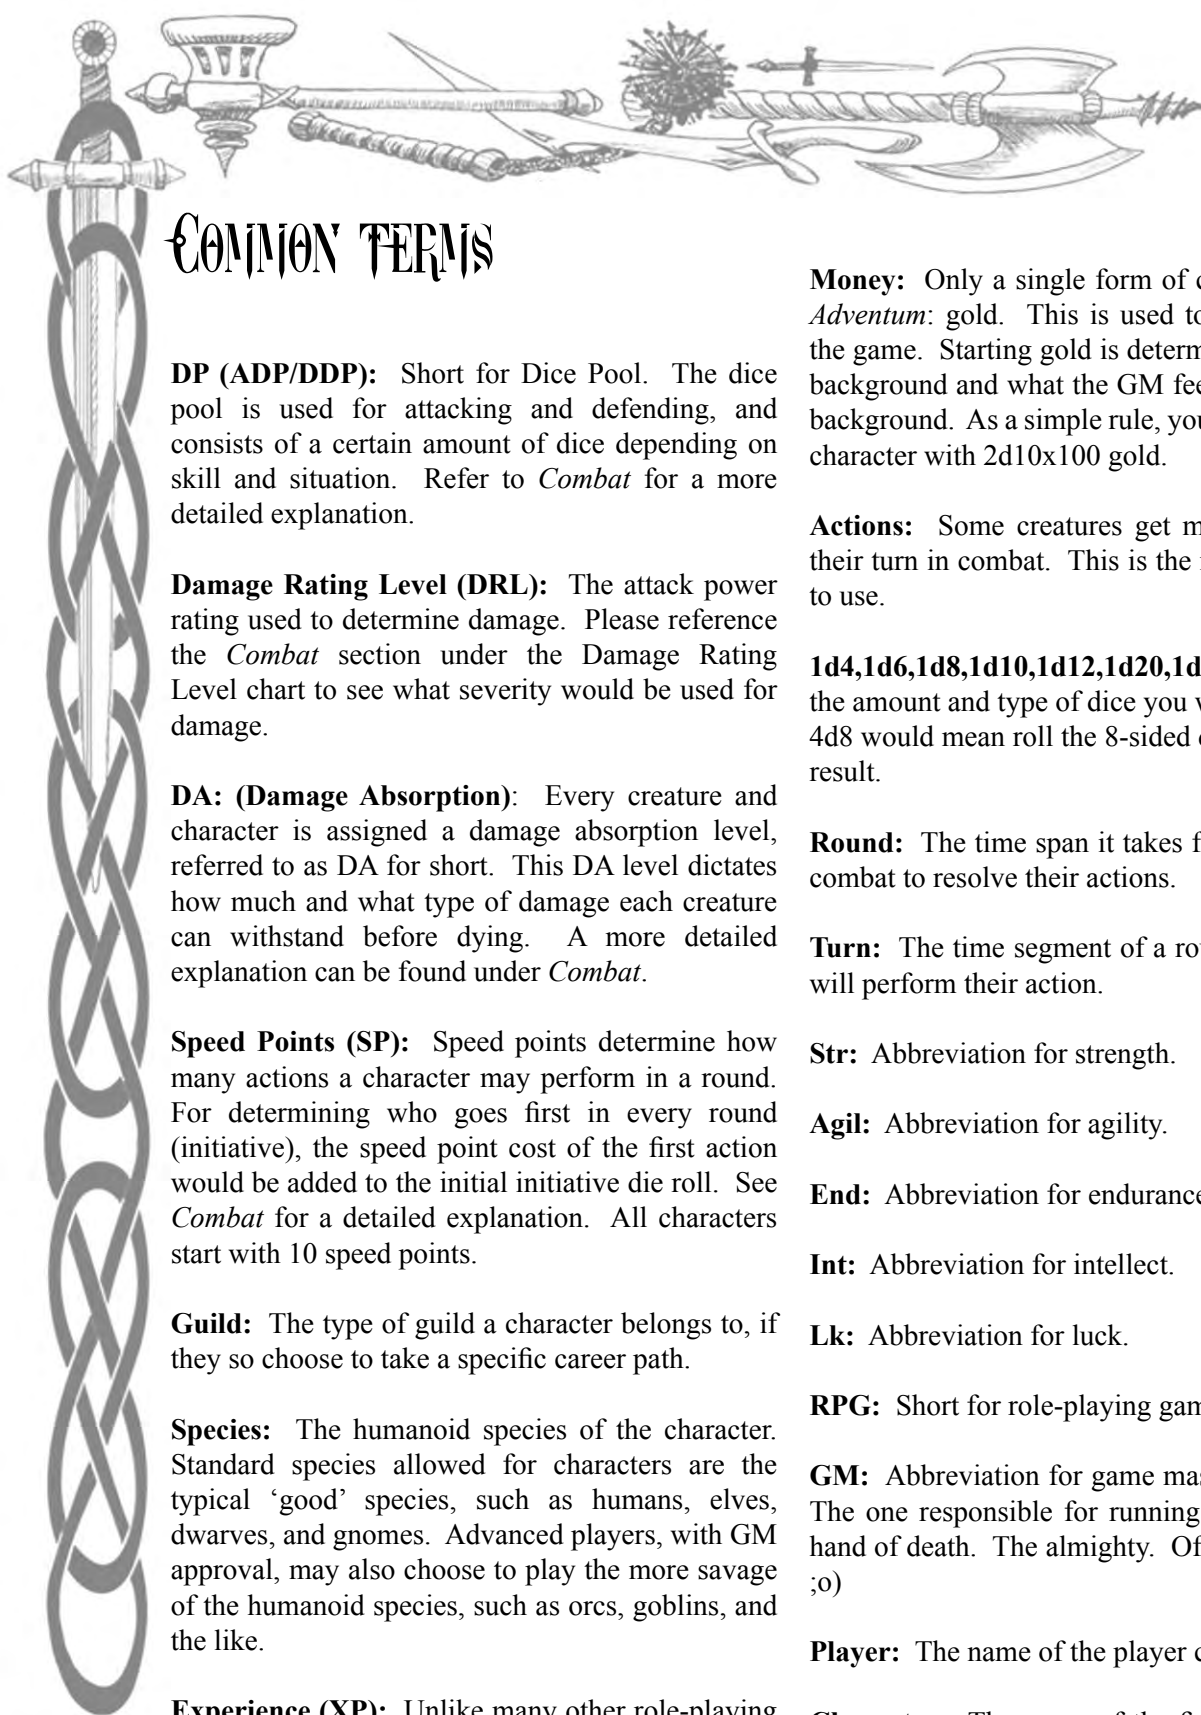 Common terms
DP (ADP/DDP): Short for Dice Pool. The dice
pool is used for attacking and defending, and
consists of a certain amount of dice depending on
skill and situation. Refer to Combat for a more
detailed explanation.
Damage Rating Level (DRL): The attack power
rating used to determine damage. Please reference
the Combat section under the Damage Rating
Level chart to see what severity would be used for
damage.
DA: (Damage Absorption): Every creature and
character is assigned a damage absorption level,
referred to as DA for short. This DA level dictates
how much and what type of damage each creature
can withstand before dying. A more detailed
explanation can be found under Combat.
Speed Points (SP): Speed points determine how
many actions a character may perform in a round.
For determining who goes first in every round
(initiative), the speed point cost of the first action
would be added to the initial initiative die roll. See
Combat for a detailed explanation. All characters
start with 10 speed points.
Guild: The type of guild a character belongs to, if
they so choose to take a specific career path.
Species: The humanoid species of the character.
Standard species allowed for characters are the
typical ‘good’ species, such as humans, elves,
dwarves, and gnomes. Advanced players, with GM
approval, may also choose to play the more savage
of the humanoid species, such as orcs, goblins, and
the like.
Experience (XP): Unlike many other role-playing
Money: Only a single form of
Adventum: gold. This is used to
the game. Starting gold is
background and what the GM
background. As a simple rule,
character with 2d10x100 gold.
Actions: Some creatures get
their turn in combat. This is the
to use.
1d4,1d6,1d8,1d10,1d12,1d20,
the amount and type of dice you
4d8 would mean roll the 8-sided
result.
Round: The time span it takes
combat to resolve their actions.
Turn: The time segment of a
will perform their action.
Str: Abbreviation for strength.
Agil: Abbreviation for agility.
End: Abbreviation for endurance
Int: Abbreviation for intellect.
Lk: Abbreviation for luck.
RPG: Short for role-playing
GM: Abbreviation for game
The one responsible for running
hand of death. The almighty.
;o)
Player: The name of the player